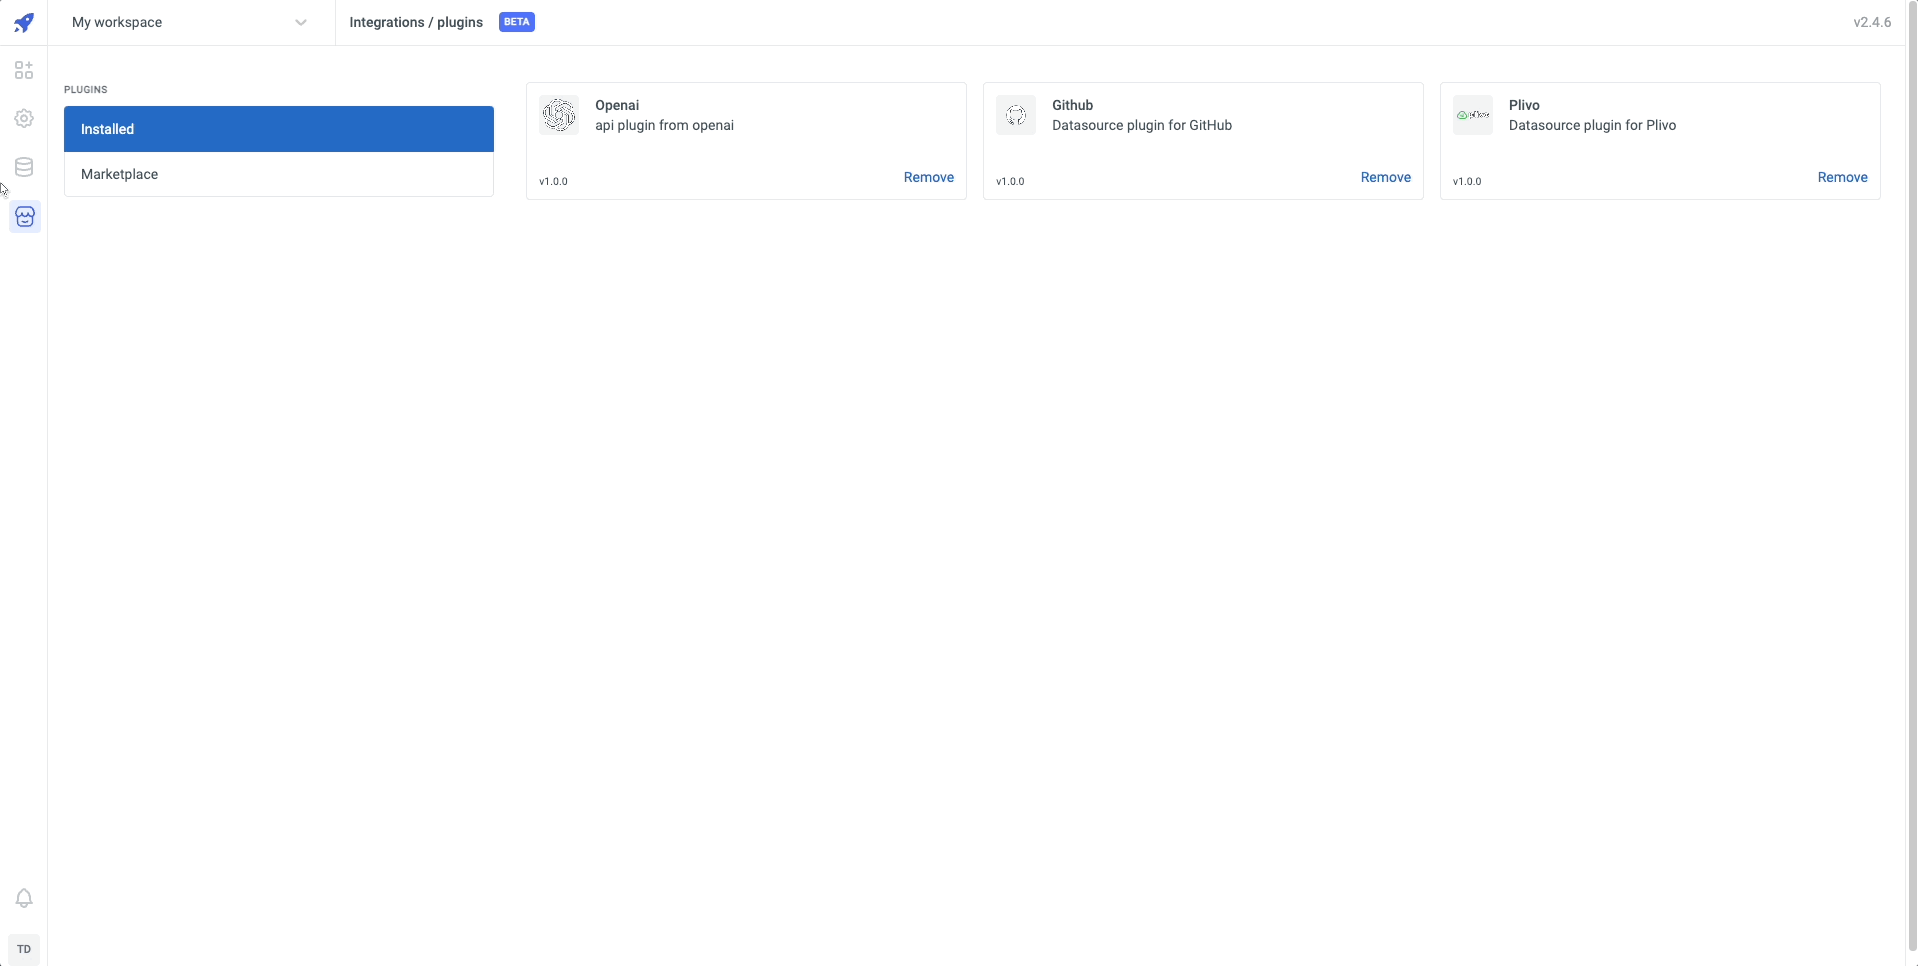 My workspace
Integrations / plugins
BETA
v2.4.6
PLUGINS
Installed
Marketplace
Openai
api plugin from openai
v1.0.0
Remove
Github
Datasource plugin for GitHub
v1.0.0
Remove
plivo
Plivo
Datasource plugin for Plivo
v1.0.0
Remove
TD